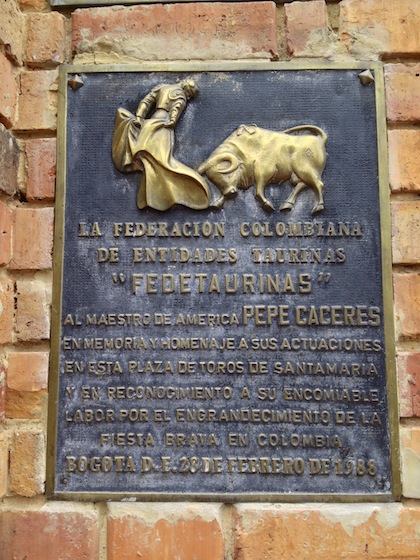 LA FEDERACION COLOMBIANA
DE ENTIDADES TAURINAS
"FEDETAURINAS"
AL MAESTRO DE AMERICA PEPE CACERES
EN MEMORIA Y HOMENAJE A SUS ACTUACIONES
EN ESTA PLAZA DE TOROS DE SANTAMARIA
Y EN RECONOCIMIENTO A SU ENCOMIABLE
LABOR POR EL ENGRANDECIMIENTO DE LA
FIESTA BRAVA EN COLOMBIA
BOGOTA D. E. 28 DE FEBRERO DE 1988